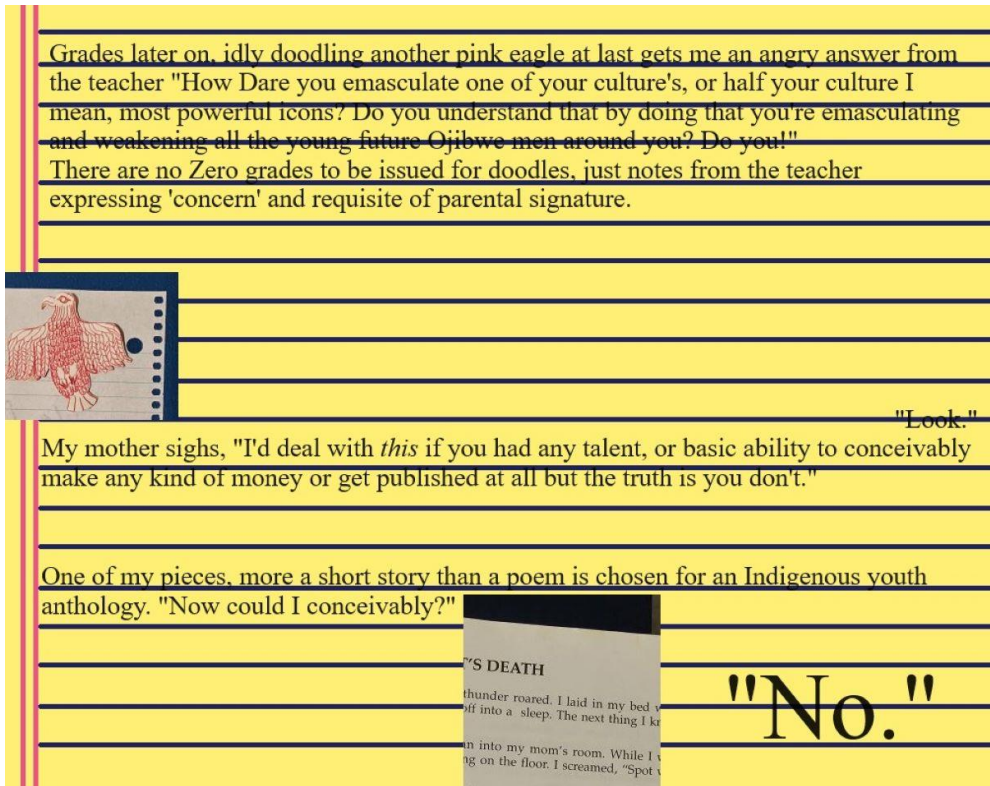 Grades later on, idly doodling another pink eagle at last gets me an angry answer from
the teacher "How Dare you emasculate one of your culture's, or half your culture I
mean, most powerful icons? Do you understand that by doing that you're emasculating
and weakening all the young future Ojibwe men around you? Do you!"
There are no Zero grades to be issued for doodles, just notes from the teacher
expressing 'concern' and requisite of parental signature.
"Look."
My mother sighs, "I'd deal with this if you had any talent, or basic ability to conceivably
make any kind of money or get published at all but the truth is you don't."
One of my pieces, more a short story than a poem is chosen for an Indigenous youth
anthology. "Now could I conceivably?"
'S DEATH
thunder roared. I laid in my bed
off into a sleep. The next thing I
into my mom's room. While I
on the floor. I screamed, "Spot
"No."